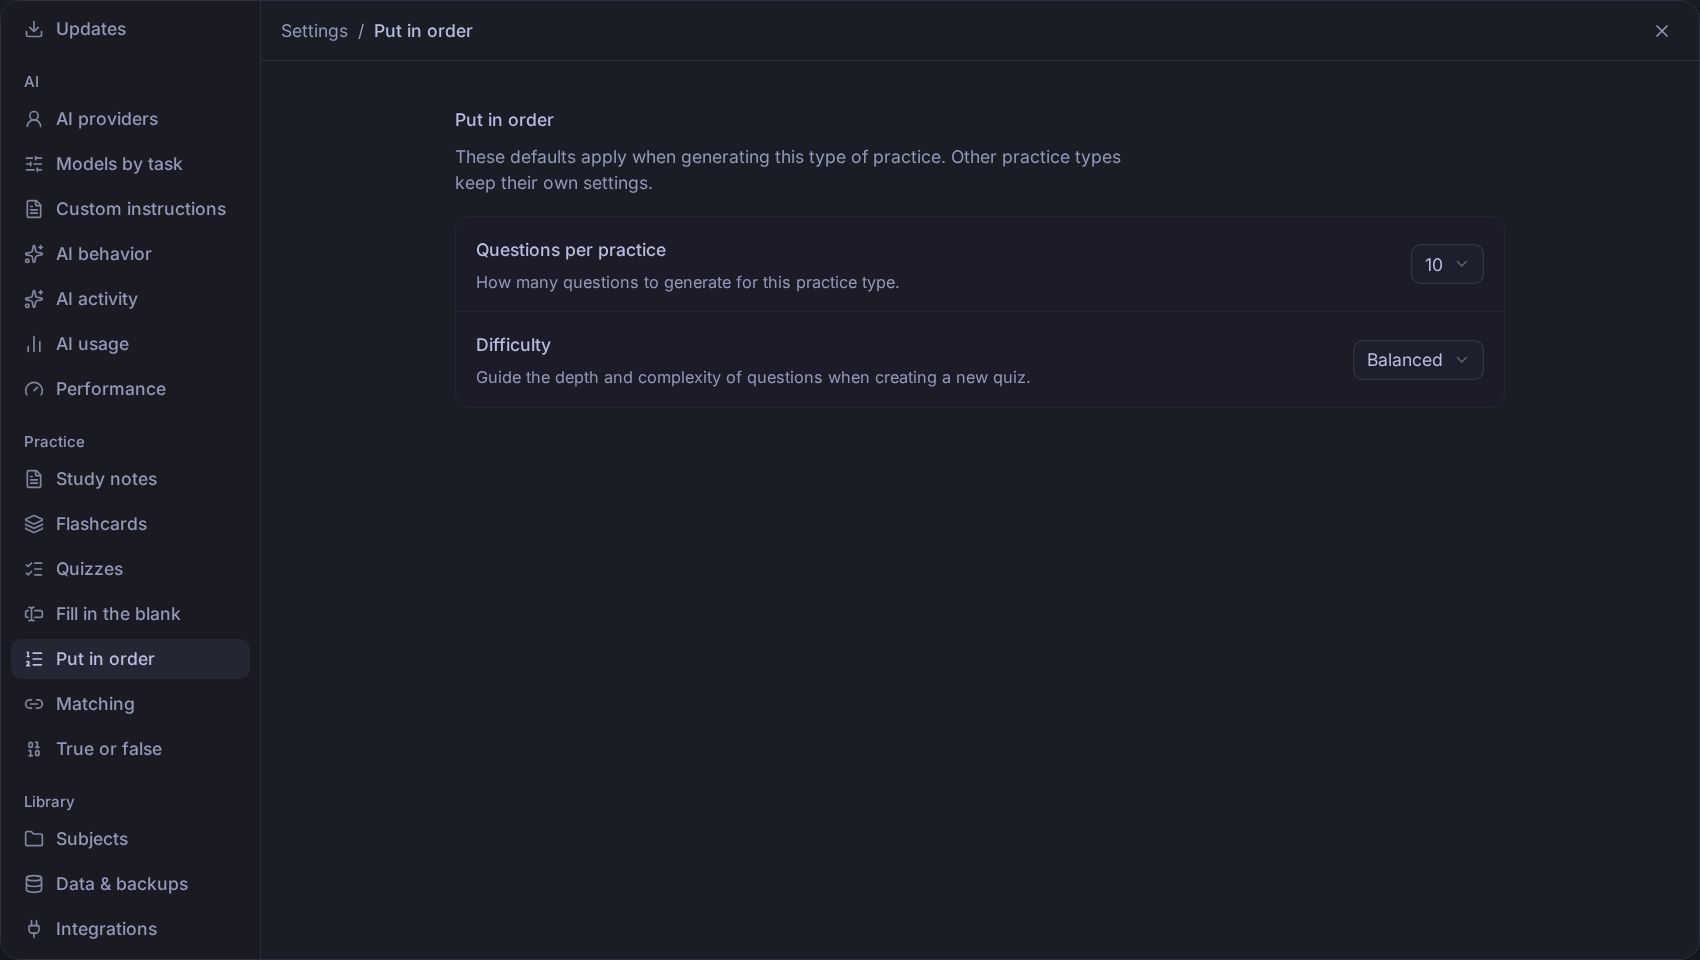 Updates
AI
AI providers
Models by task
Custom instructions
AI behavior
AI activity
AI usage
Performance
Practice
Study notes
Flashcards
Quizzes
Fill in the blank
Put in order
Matching
True or false
Library
Subjects
Data & backups
Integrations
Settings / Put in order
Put in order
These defaults apply when generating this type of practice. Other practice types
keep their own settings.
Questions per practice
How many questions to generate for this practice type.
10
Difficulty
Guide the depth and complexity of questions when creating a new quiz.
Balanced